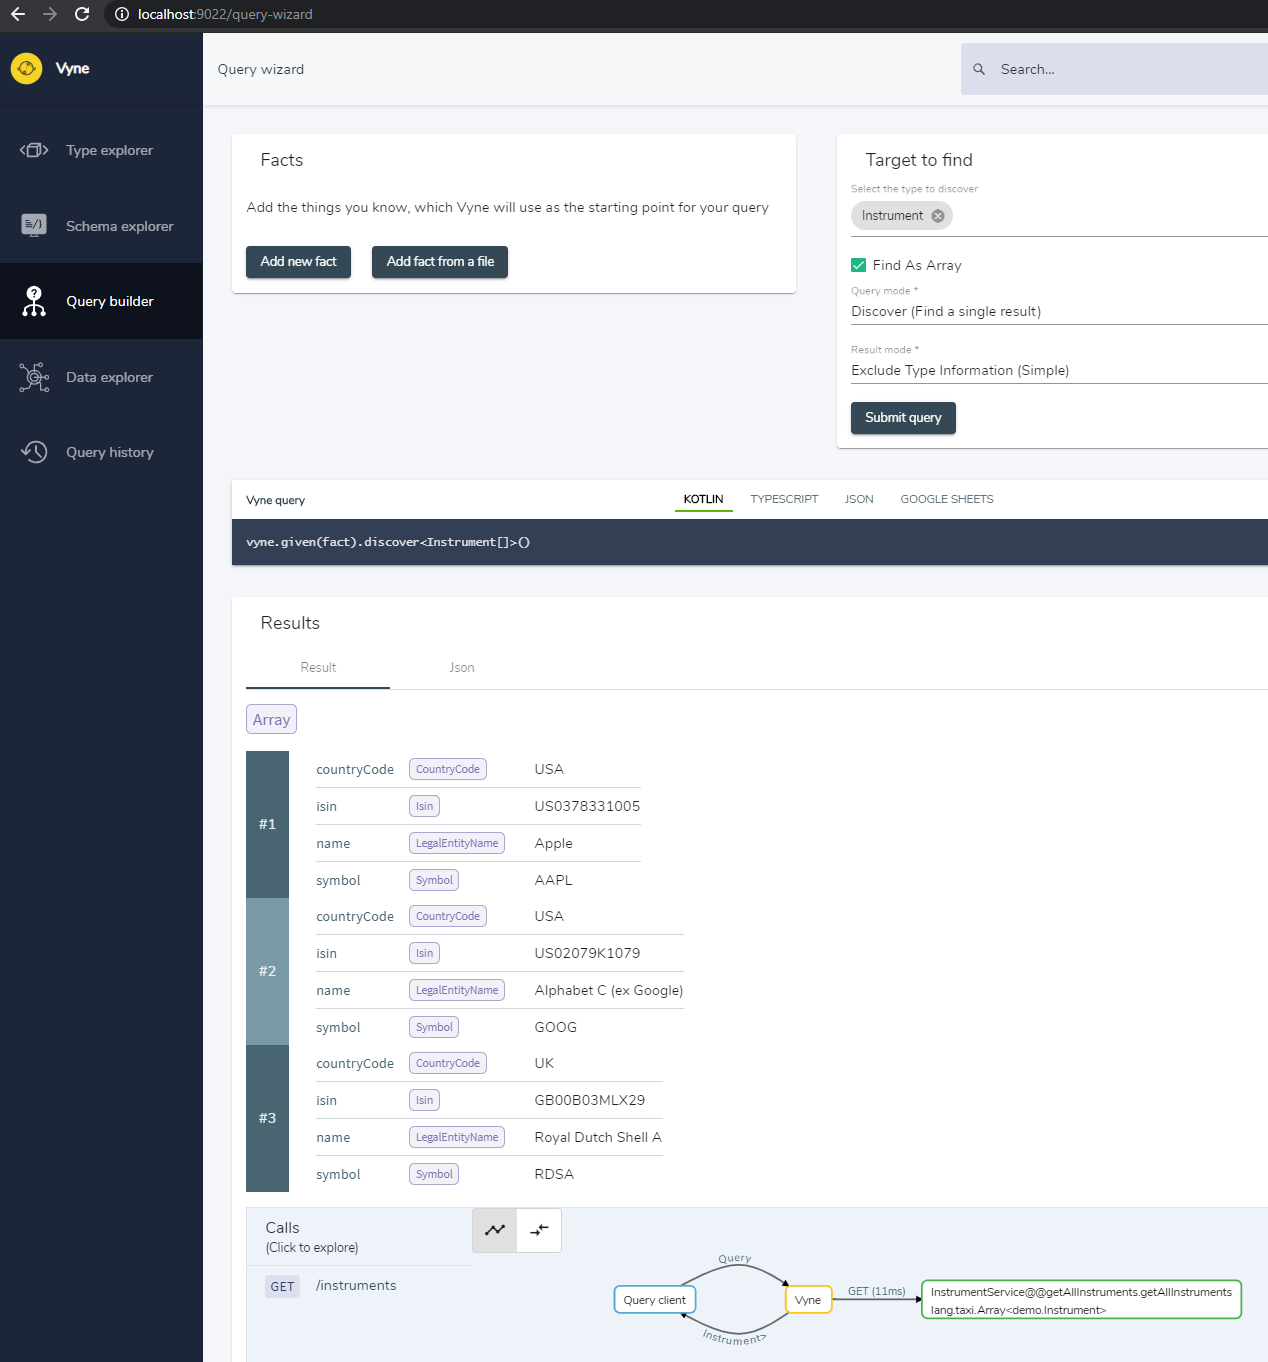 localhost:9022/query-wizard
Vyne
Query wizard
Search...
Type explorer
Schema explorer
Query builder
Data explorer
Query history
Facts
Add the things you know, which Vyne will use as the starting point for your query
Add new fact
Add fact from a file
Target to find
Select the type to discover
Instrument
Find As Array
Query mode *
Discover (Find a single result)
Result mode *
Exclude Type Information (Simple)
Submit query
Vyne query
KOTLIN
TYPESCRIPT
JSON
GOOGLE SHEETS
vyne.given(fact).discover<Instrument[]>()
Results
Result
Json
Array
#1
countryCode CountryCode USA
isin Isin US0378331005
name LegalEntityName Apple
symbol Symbol AAPL
#2
countryCode CountryCode USA
isin Isin US02079K1079
name LegalEntityName Alphabet C (ex Google)
symbol Symbol GOOG
#3
countryCode CountryCode UK
isin Isin GB00B03MLX29
name LegalEntityName Royal Dutch Shell A
symbol Symbol RDSA
Calls
(Click to explore)
GET /instruments
Query
Query client
Vyne
Instrument>
GET (11ms)
InstrumentService@@getAllInstruments.getAllInstruments
lang.taxi.Array<demo.Instrument>